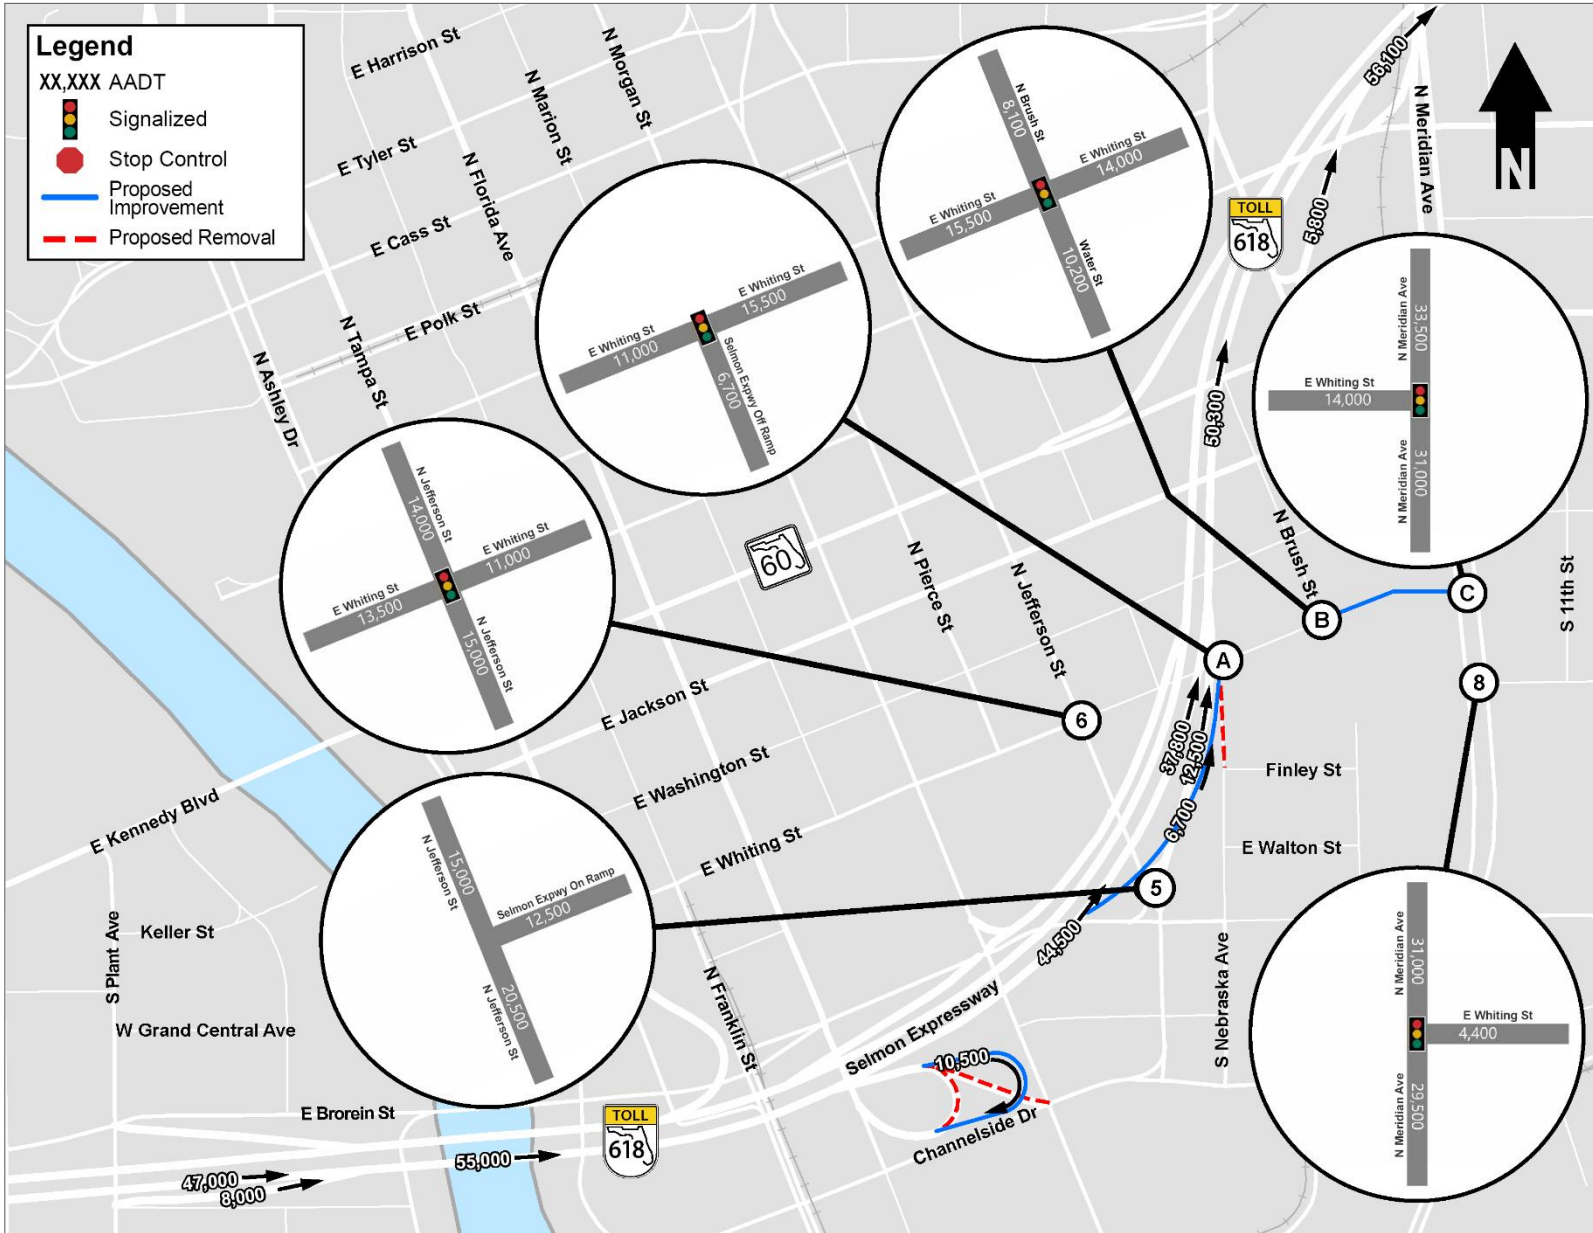 Legend
XX,XXX AADT
Signalized
Stop Control
Proposed
Improvement
Proposed Removal
E Harrison St
N Morgan St
N Marion St
E Tyler St
N Florida Ave
E Cass St
E Polk St
N Tampa St
N Ashley Dr
N Brush St
8,100
E Whiting St
14,000
E Whiting St
15,500
Water St
10,200
56,100
N Meridian Ave
N
TOLL
618
5,800
E Whiting St
15,500
E Whiting St
11,000
Selmon Expwy Off Ramp
6,700
N Meridian Ave
33,500
E Whiting St
14,000
N Meridian Ave
31,000
50,300
N Jefferson St
14,000
E Whiting St
11,000
E Whiting St
13,500
N Jefferson St
15,000
60
N Pierce St
N Jefferson St
N Brush St
S 11th St
A
B
C
6
8
5
E Jackson St
E Washington St
E Whiting St
E Kennedy Blvd
37,800
12,500
6,700
44,500
Finley St
E Walton St
S Nebraska Ave
15,000
N Jefferson St
Selmon Expwy On Ramp
12,500
20,500
N Jefferson St
N Meridian Ave
31,000
E Whiting St
4,400
N Meridian Ave
29,500
S Plant Ave
Keller St
W Grand Central Ave
N Franklin St
Selmon Expressway
10,500
Channelside Dr
E Brorein St
TOLL
618
55,000
47,000
8,000